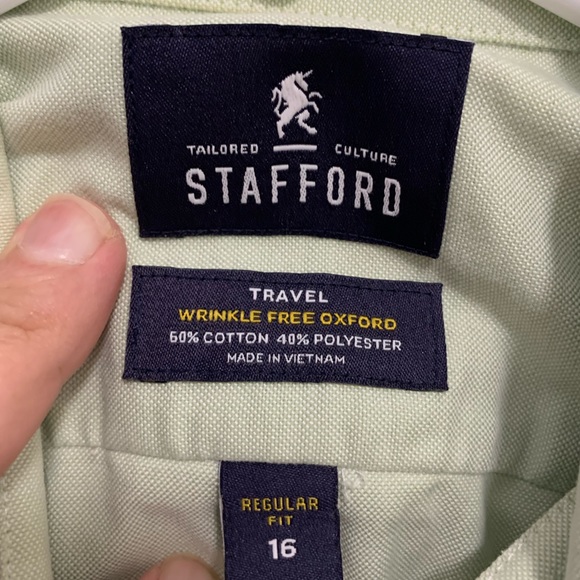 TAILORED CULTURE
STAFFORD
TRAVEL
WRINKLE FREE OXFORD
60% COTTON 40% POLYESTER
MADE IN VIETNAM
REGULAR
FIT
16